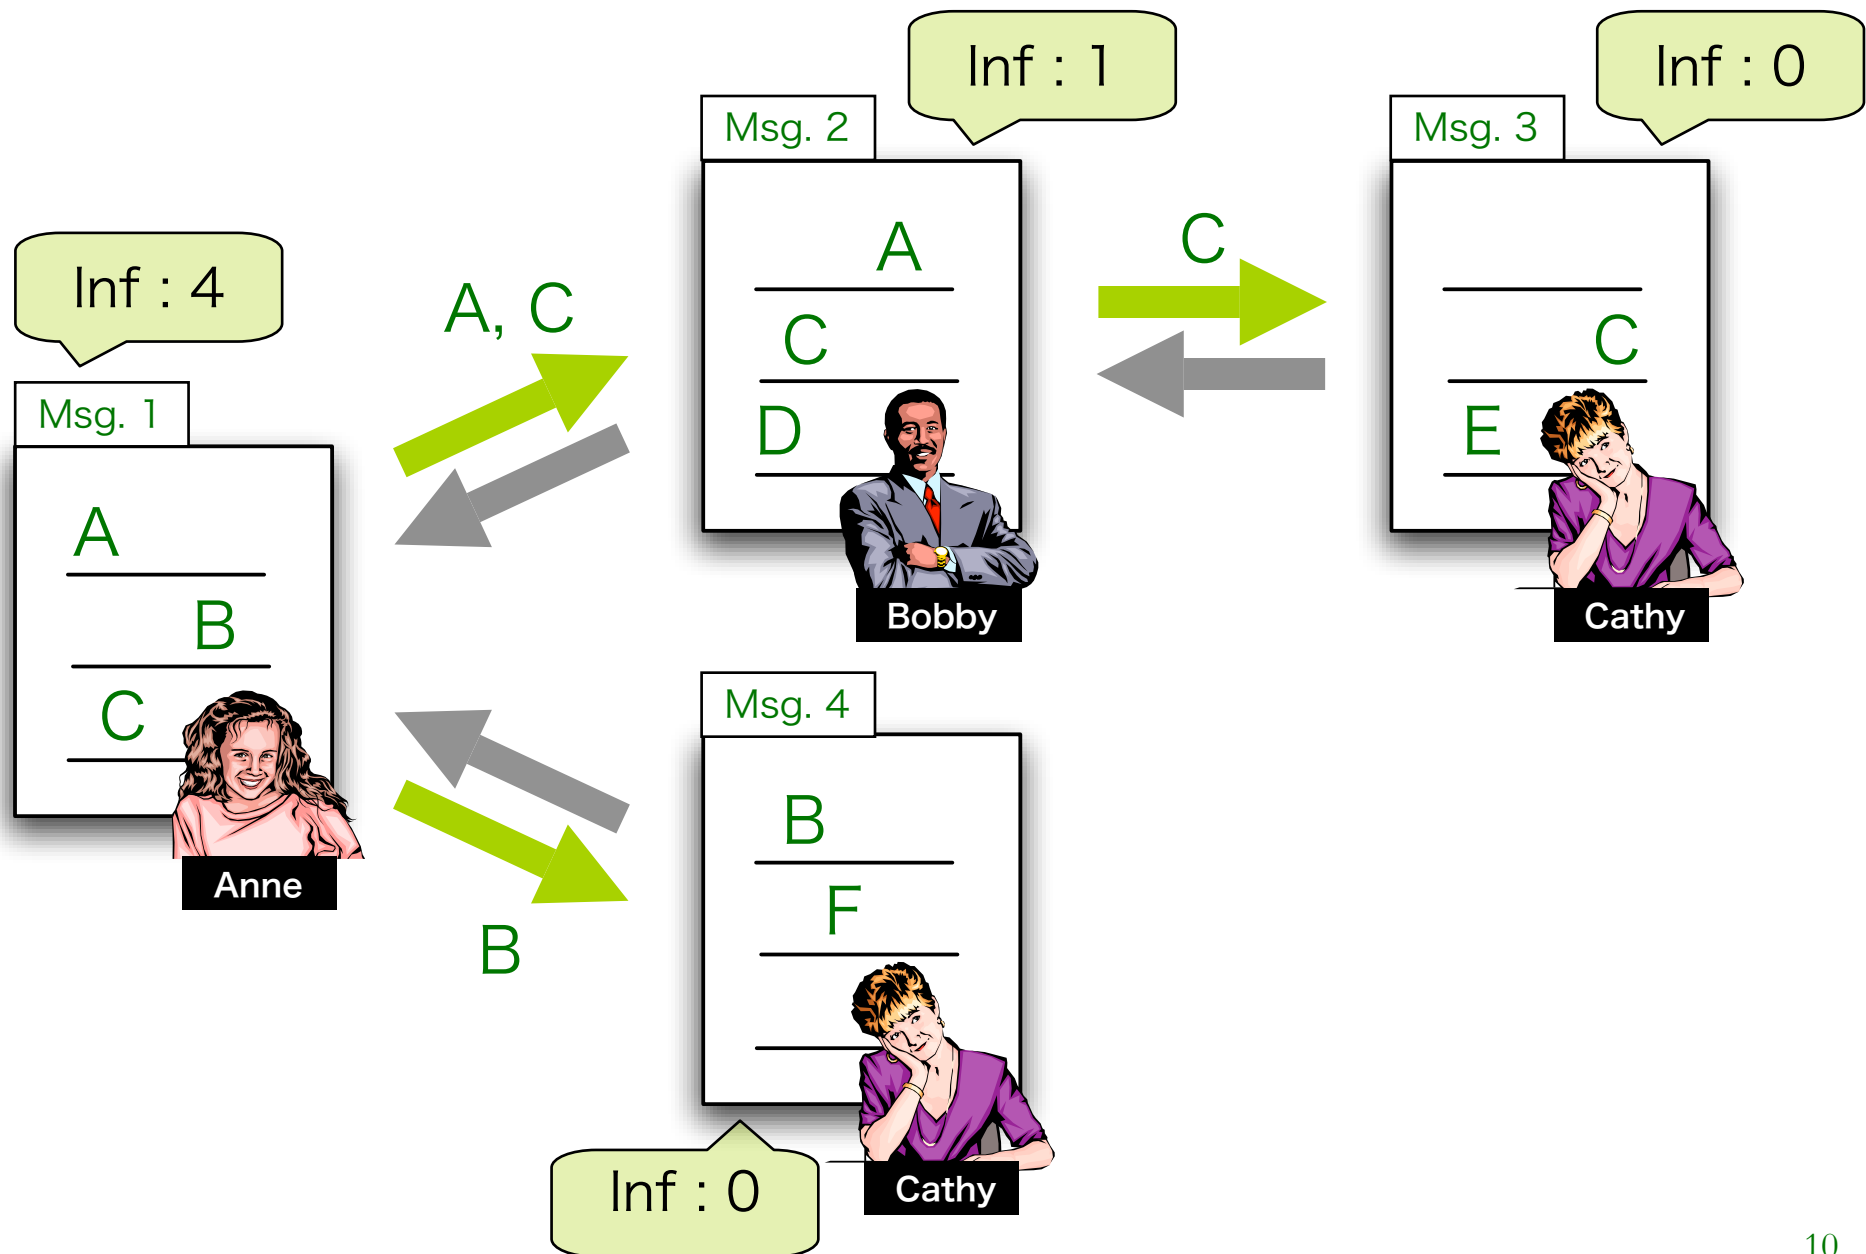 Inf : 1
Inf : 0
Msg. 2
Msg. 3
A
C
Inf : 4
A, C
C
C
Msg. 1
D
E
A
B
Bobby
Cathy
C
Msg. 4
B
Anne
F
B
Inf : 0
Cathy
10